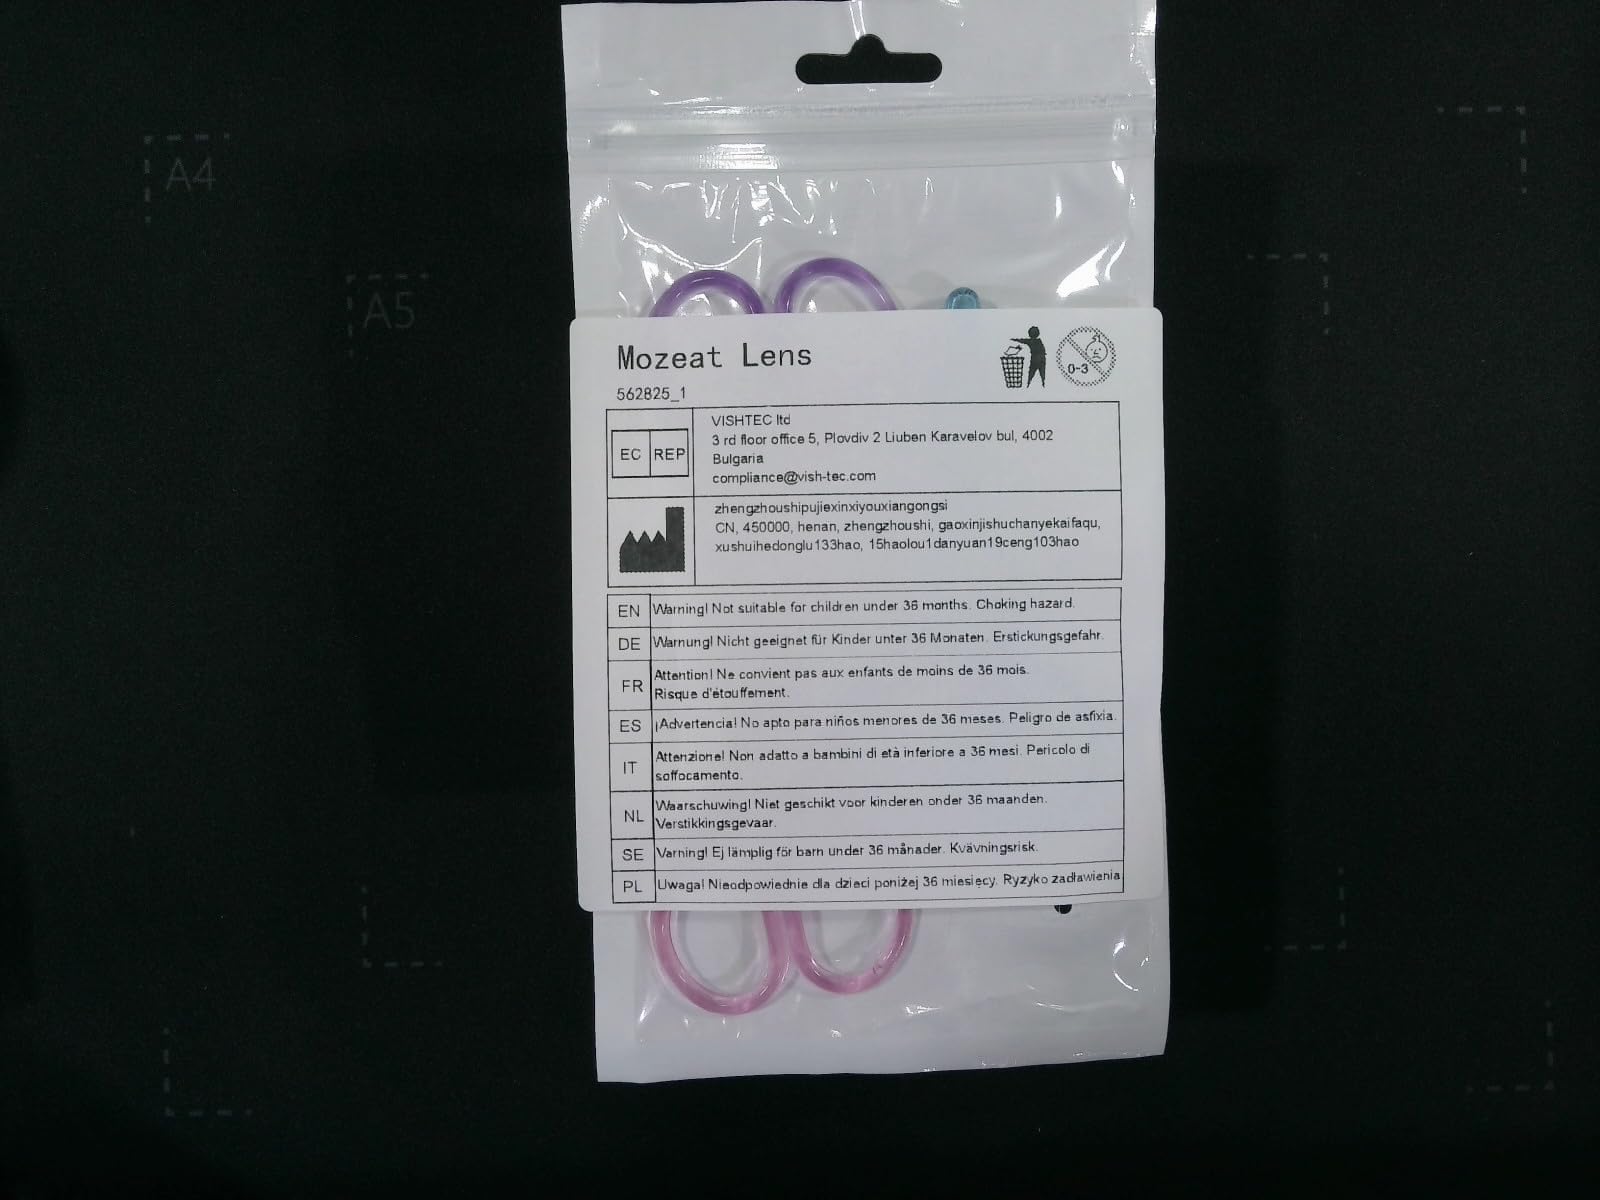 A4
A5
Mozeat Lens
0-3
562825_1
EC REP
VISHTEC ltd
3 rd floor office 5, Plovdiv 2 Liuben Karavelov bul, 4002
Bulgaria
compliance@vish-tec.com
zhengzhoushipujiexinxiyouxiangongsi
CN, 450000, henan, zhengzhoushi, gaoxinjishuchanyekaifaqu,
xushuihedonglu133hao, 15haolou1danyuan19ceng103hao
EN Warning! Not suitable for children under 36 months. Choking hazard.
DE Warnung! Nicht geeignet für Kinder unter 36 Monaten. Erstickungsgefahr.
FR Attention! Ne convient pas aux enfants de moins de 36 mois.
Risque d'étouffement.
ES ¡Advertencia! No apto para niños menores de 36 meses. Peligro de asfixia.
IT Attenzione! Non adatto a bambini di età inferiore a 36 mesi. Pericolo di
soffocamento.
NL Waarschuwing! Niet geschikt voor kinderen onder 36 maanden.
Verstikkingsgevaar.
SE Varning! Ej lämplig för barn under 36 månader. Kvävningsrisk.
PL Uwaga! Nieodpowiednie dla dzieci poniżej 36 miesięcy. Ryzyko zadławienia